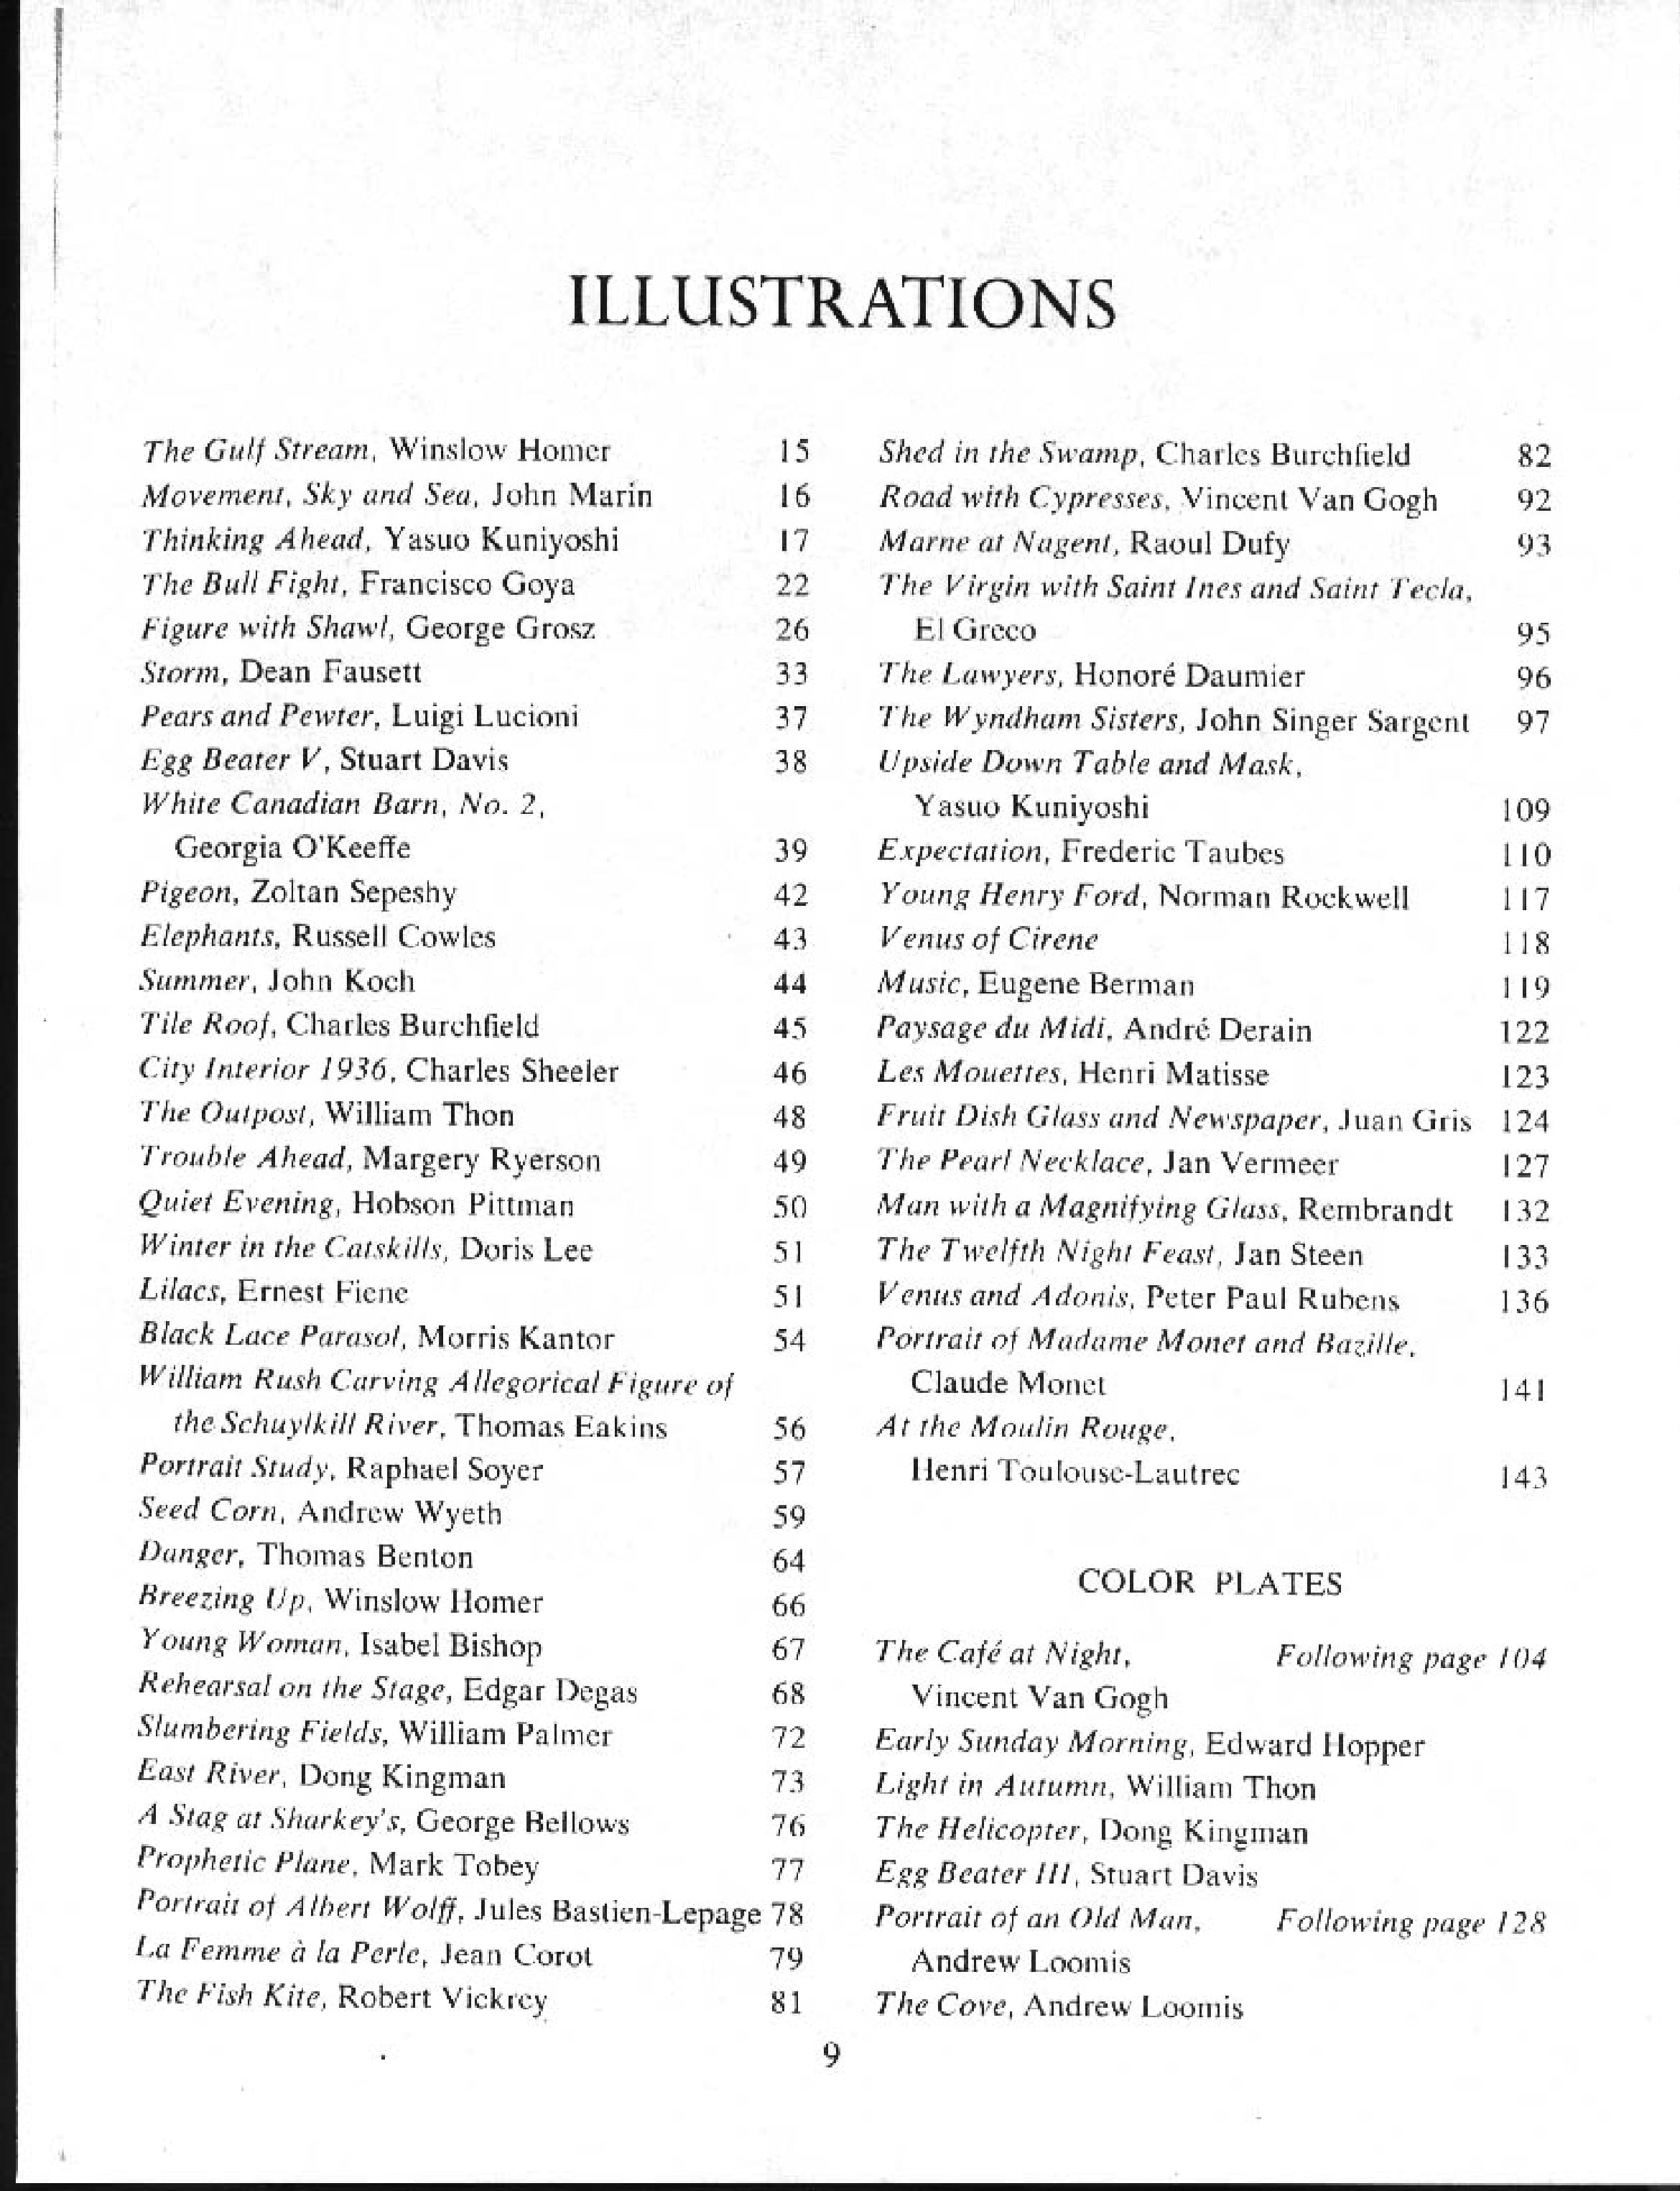 ILLUSTRATIONS
The Gulf Stream, Winslow Homer 15
Movement, Sky and Sea, John Marin 16
Thinking Ahead, Yasuo Kuniyoshi 17
The Bull Fight, Francisco Goya 22
Figure with Shawl, George Grosz 26
Storm, Dean Fausett 33
Pears and Pewter, Luigi Lucioni 37
Egg Beater V, Stuart Davis 38
White Canadian Barn, No. 2,
Georgia O'Keeffe 39
Pigeon, Zoltan Sepeshy 42
Elephants, Russell Cowles 43
Summer, John Koch 44
Tile Roof, Charles Burchfield 45
City Interior 1936, Charles Sheeler 46
The Outpost, William Thon 48
Trouble Ahead, Margery Ryerson 49
Quiet Evening, Hobson Pittman 50
Winter in the Catskills, Doris Lee 51
Lilacs, Ernest Fiene 51
Black Lace Parasol, Morris Kantor 54
William Rush Carving Allegorical Figure of
the Schuylkill River, Thomas Eakins 56
Portrait Study, Raphael Soyer 57
Seed Corn, Andrew Wyeth 59
Danger, Thomas Benton 64
Breezing Up, Winslow Homer 66
Young Woman, Isabel Bishop 67
Rehearsal on the Stage, Edgar Degas 68
Slumbering Fields, William Palmer 72
East River, Dong Kingman 73
A Stag at Sharkey's, George Bellows 76
Prophetic Plane, Mark Tobey 77
Portrait of Albert Wolff, Jules Bastien-Lepage 78
La Femme à la Perle, Jean Corot 79
The Fish Kite, Robert Vickrey 81
Shed in the Swamp, Charles Burchfield 82
Road with Cypresses, Vincent Van Gogh 92
Marne at Nugent, Raoul Dufy 93
The Virgin with Saint Ines and Saint Tecla,
El Greco 95
The Lawyers, Honoré Daumier 96
The Wyndham Sisters, John Singer Sargent 97
Upside Down Table and Mask,
Yasuo Kuniyoshi 109
Expectation, Frederic Taubes 110
Young Henry Ford, Norman Rockwell 117
Venus of Cirene 118
Music, Eugene Berman 119
Paysage du Midi, André Derain 122
Les Mouettes, Henri Matisse 123
Fruit Dish Glass and Newspaper, Juan Gris 124
The Pearl Necklace, Jan Vermeer 127
Man with a Magnifying Glass, Rembrandt 132
The Twelfth Night Feast, Jan Steen 133
Venus and Adonis, Peter Paul Rubens 136
Portrait of Madame Monet and Bazille,
Claude Monet 141
At the Moulin Rouge,
Henri Toulouse-Lautrec 143
COLOR PLATES
The Café at Night, Following page 104
Vincent Van Gogh
Early Sunday Morning, Edward Hopper
Light in Autumn, William Thon
The Helicopter, Dong Kingman
Egg Beater III, Stuart Davis
Portrait of an Old Man, Following page 128
Andrew Loomis
The Cove, Andrew Loomis
9